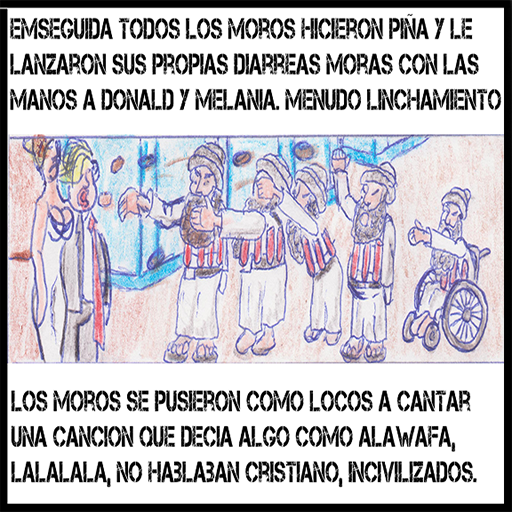 EMSEGUIDA TODOS LOS MOROS HICIERON PIÑA Y LE
LANZARON SUS PROPIAS DIARREAS MORAS CON LAS
MANOS A DONALD Y MELANIA. MENUDO LINCHAMIENTO
LOS MOROS SE PUSIERON COMO LOCOS A CANTAR
UNA CANCION QUE DECIA ALGO COMO ALAWAFA,
LALALALA, NO HABLABAN CRISTIANO, INCIVILIZADOS.